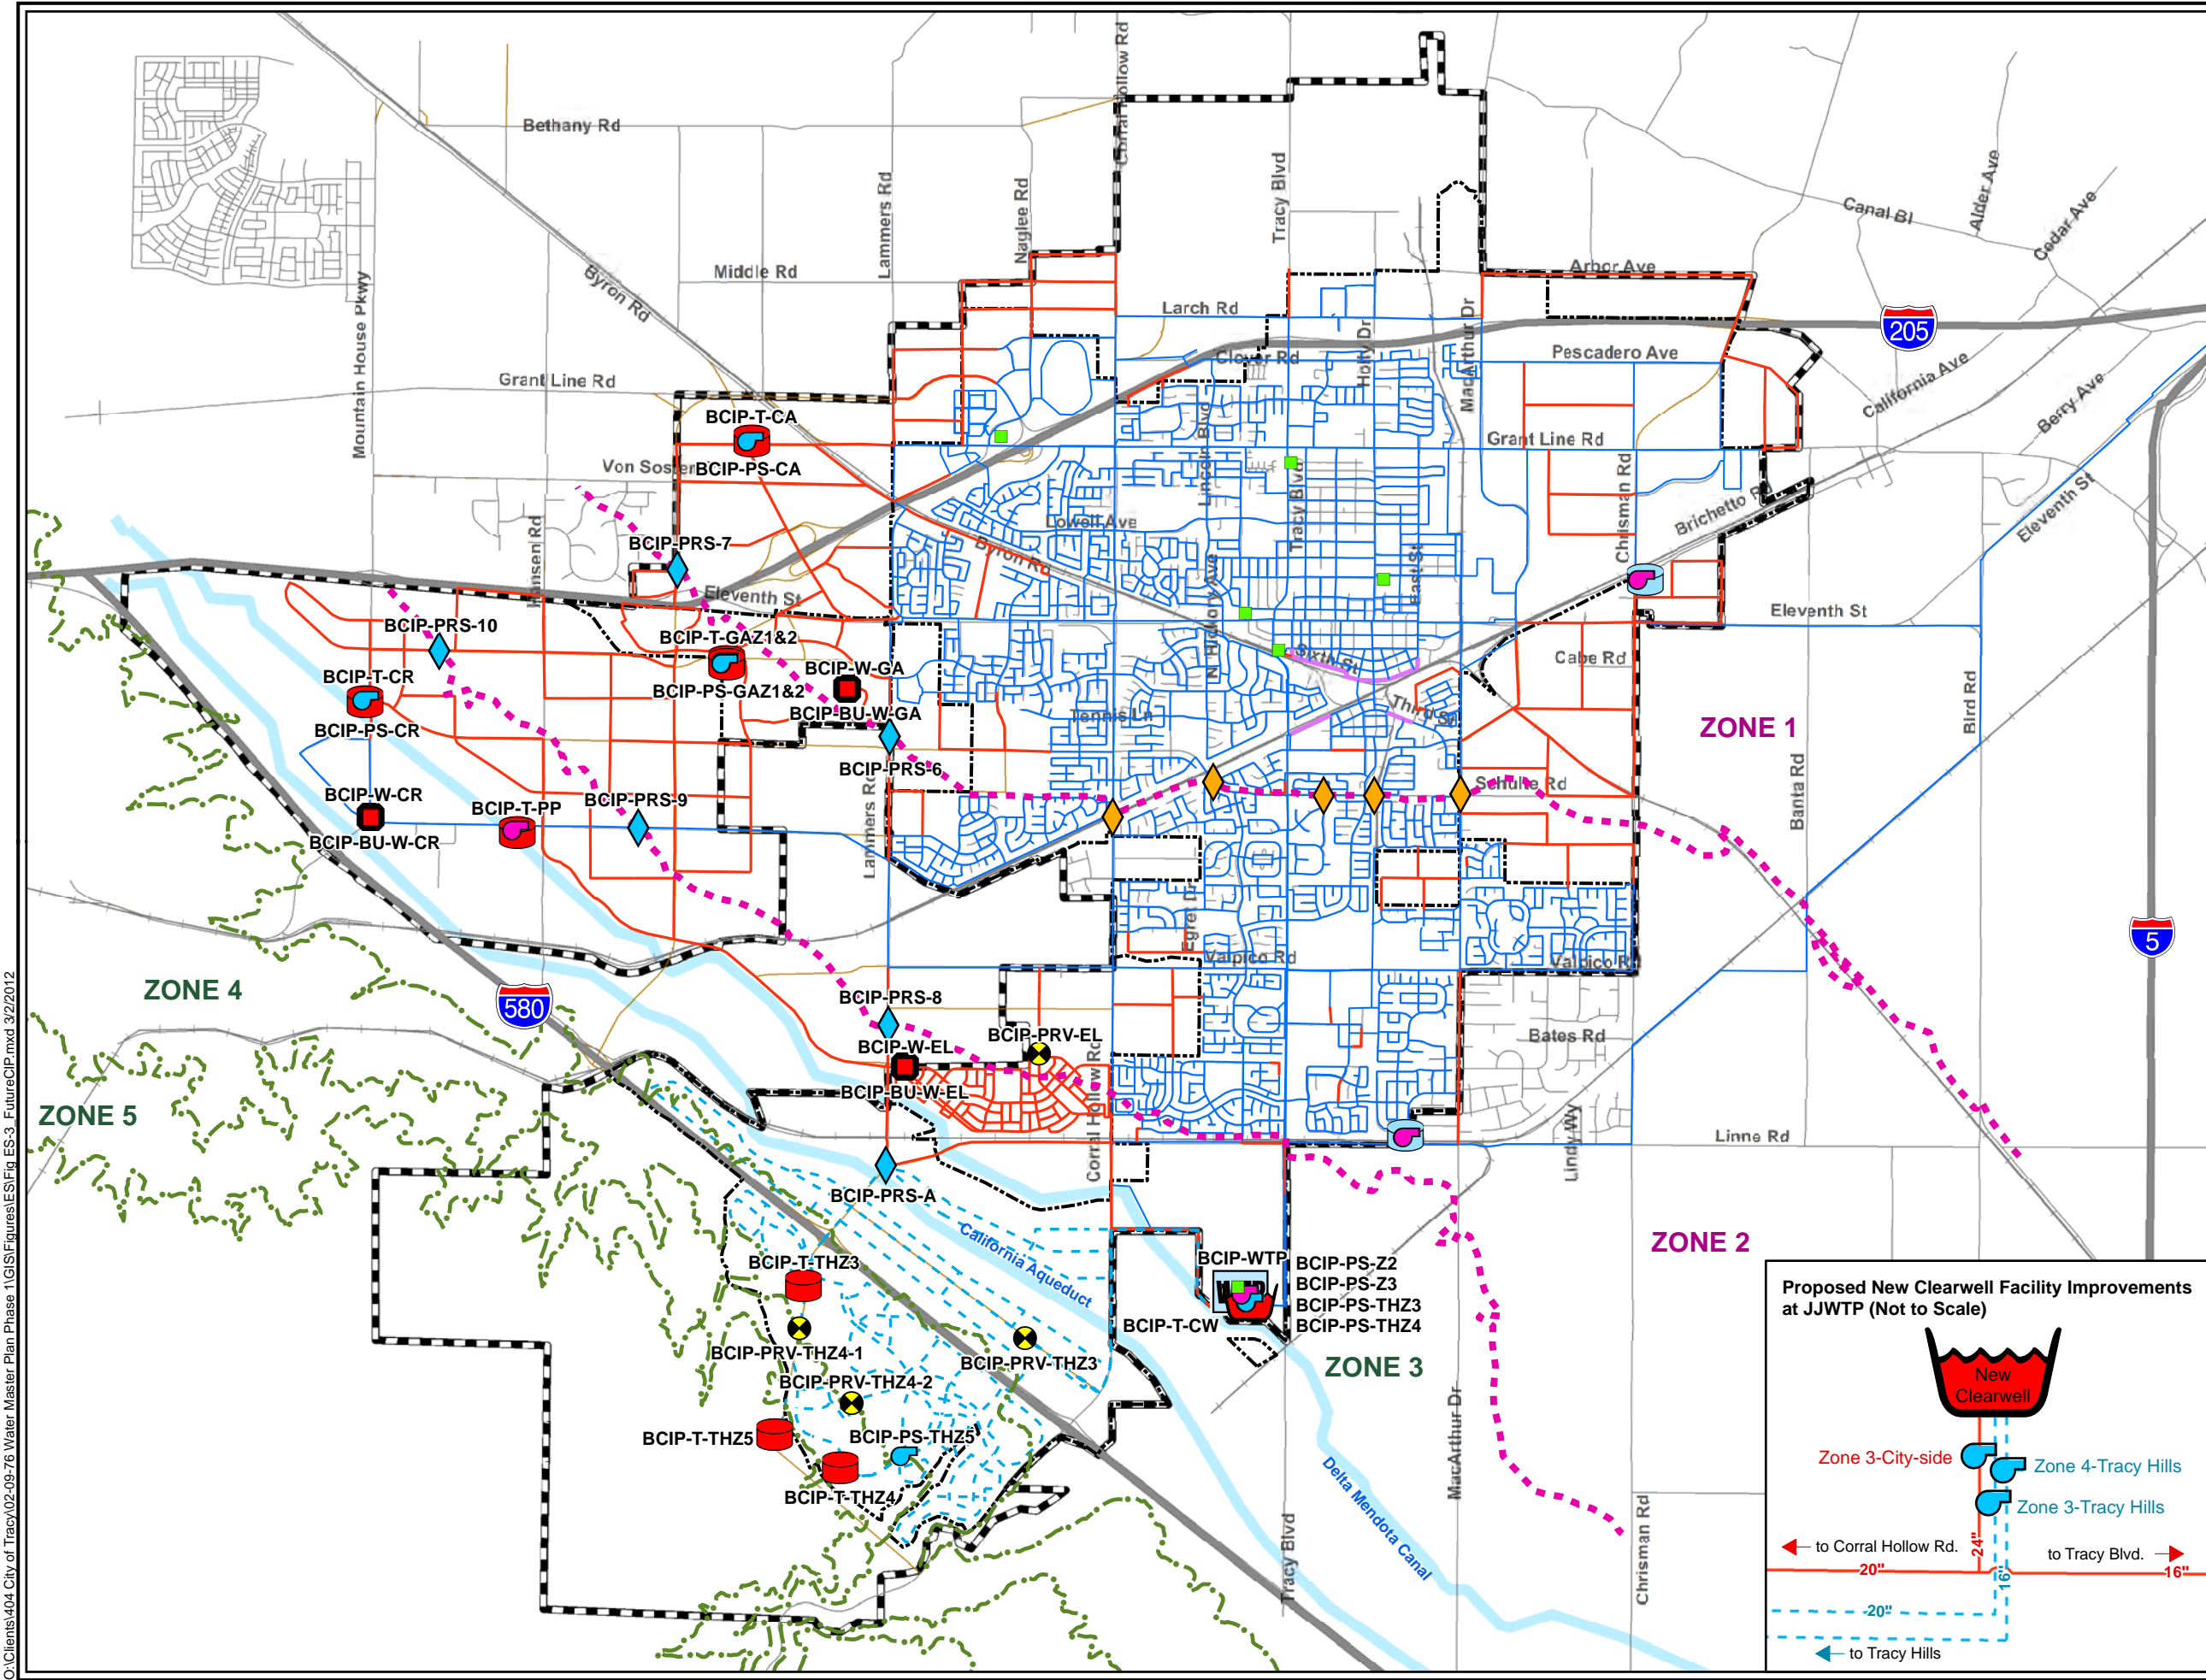 Corral Hollow Rd
Bethany Rd
Tracy Blvd
Alder Ave
Canal Bl
Cedar Ave
Lammers Rd
Naglee Rd
Middle Rd
Arbor Ave
Byron Rd
Mountain House Pkwy
Larch Rd
Holly Dr
MacArthur Dr
205
Clover Rd
Pescadero Ave
Grant Line Rd
California Ave
Berry Ave
BCIP-T-CA
Lincoln Blvd
Grant Line Rd
Von Sosten
BCIP-PS-CA
Tracy Blvd
Chrisman Rd
Brichetto Rd
Eleventh St
Lowell Ave
Hansen Rd
BCIP-PRS-7
Byron Rd
N. Hickory Ave
East St
Eleventh St
Eleventh St
BCIP-PRS-10
BCIP-T-GAZ1&2
Sixth St
Cabe Rd
BCIP-T-CR
BCIP-W-GA
BCIP-PS-GAZ1&2
Bird Rd
BCIP-PS-CR
BCIP-BU-W-GA
Tennis Ln
Third St
ZONE 1
BCIP-PRS-6
Schulte Rd
Banta Rd
BCIP-W-CR
BCIP-T-PP
BCIP-PRS-9
Lammers Rd
BCIP-BU-W-CR
Egret Dr
5
Valpico Rd
Valpico Rd
ZONE 4
580
BCIP-PRS-8
BCIP-PRV-EL
Bates Rd
BCIP-W-EL
BCIP-BU-W-EL
ZONE 5
Corral Hollow Rd
Lindy Wy
Linne Rd
BCIP-PRS-A
California Aqueduct
ZONE 2
BCIP-WTP
BCIP-PS-Z2
BCIP-T-THZ3
BCIP-PS-Z3
BCIP-PS-THZ3
BCIP-T-CW
BCIP-PS-THZ4
BCIP-PRV-THZ4-1
BCIP-PRV-THZ3
ZONE 3
BCIP-PRV-THZ4-2
MacArthur Dr
BCIP-T-THZ5
BCIP-PS-THZ5
BCIP-T-THZ4
Delta Mendota Canal
Tracy Blvd
Chrisman Rd
Proposed New Clearwell Facility Improvements
at JJWTP (Not to Scale)
New
Clearwell
Zone 3-City-side
Zone 4-Tracy Hills
Zone 3-Tracy Hills
to Corral Hollow Rd.
24"
to Tracy Blvd.
20"
16"
16"
20"
to Tracy Hills
O:\Clients\404 City of Tracy\02-09-76 Water Master Plan Phase 1\GIS\Figures\ES\Fig ES-3_FutureCIP.mxd 3/2/2012